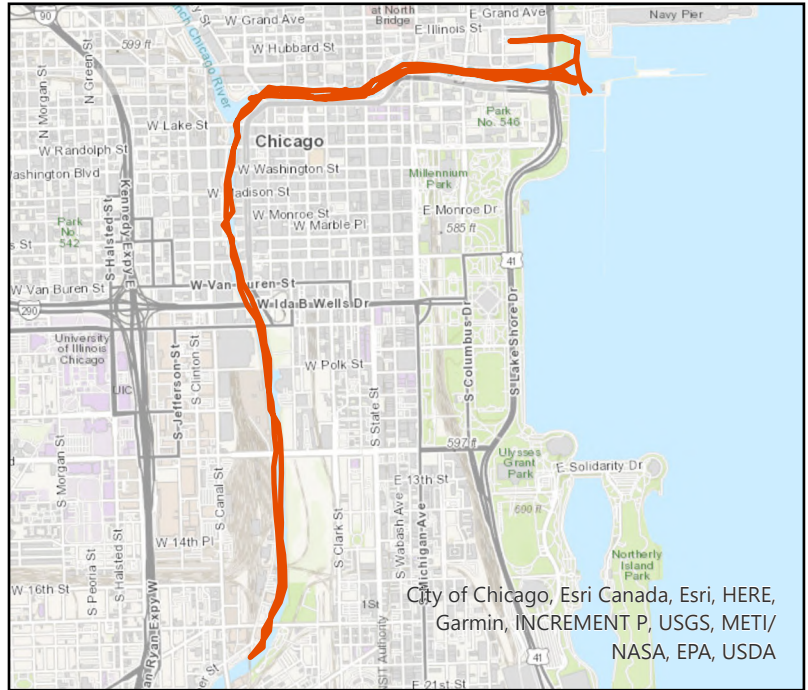 90
W Grand Ave
at North
Bridge
E Grand Ave
E Illinois St
Navy Pier
599 ft
W Hubbard St
Chicago River
N Morgan St
N Green St
W Lake St
Park
No. 546
W Randolph St
Chicago
ashington Blvd
W Washington St
Millennium
Park
W Madison St
W Monroe St
W Marble Pl
E Monroe Dr
585 ft
Park
No
542
s St
S Halsted St
Kennedy Expy E
41
W Van Buren St
W Van Buren St
290
W Ida B Wells Dr
S Columbus Dr
S Lake Shore Dr
University
of Illinois
Chicago
UIC
S Jefferson St
S Clinton St
W Polk St
S State St
597 ft
Ulysses
Grant
Park
E Solidarity Dr
S Morgan St
S Canal St
E 13th St
600 ft
S Clark St
S Wabash Ave
S Michigan Ave
W 14th Pl
Northerly
Island
Park
W 16th St
S Peoria St
S Halsted St
an Ryan Expy W
1St
NSIT Authority
41
E 21st St
City of Chicago, Esri Canada, Esri, HERE,
Garmin, INCREMENT P, USGS, METI/
NASA, EPA, USDA